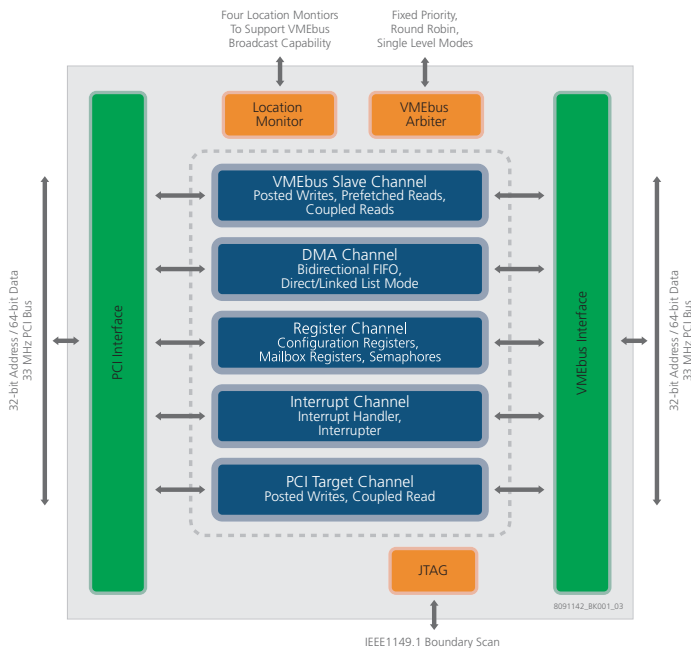 Four Location Montiors
To Support VMEbus
Broadcast Capability
Fixed Priority,
Round Robin,
Single Level Modes
Location
Monitor
VMEbus
Arbiter
32-bit Address / 64-bit Data
33 MHz PCI Bus
PCI Interface
VMEbus Slave Channel
Posted Writes, Prefetched Reads,
Coupled Reads
DMA Channel
Bidirectional FIFO,
Direct/Linked List Mode
Register Channel
Configuration Registers,
Mailbox Registers, Semaphores
Interrupt Channel
Interrupt Handler,
Interrupter
PCI Target Channel
Posted Writes, Coupled Read
VMEbus Interface
32-bit Address / 64-bit Data
33 MHz PCI Bus
JTAG
8091142_BK001_03
IEEE1149.1 Boundary Scan